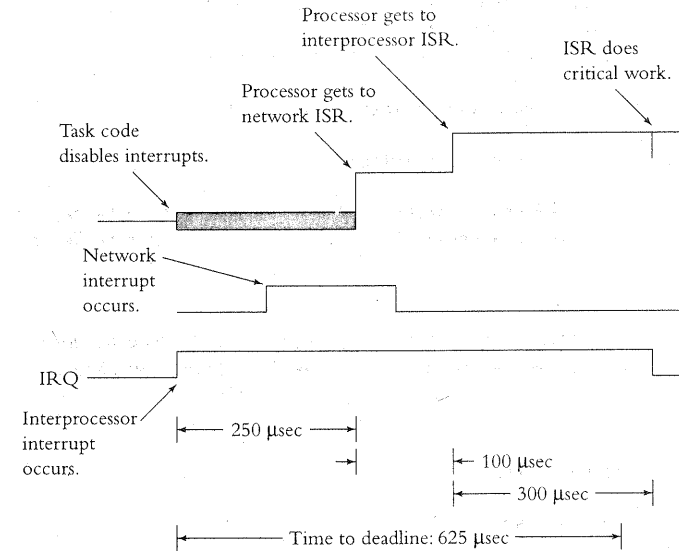 Processor gets to
interprocessor ISR.
ISR does
critical work.
Processor gets to
network ISR.
Task code
disables interrupts.
Network
interrupt
occurs.
IRQ
Interprocessor
interrupt
occurs.
250 μsec
100 μsec
300 μsec
Time to deadline: 625 μsec